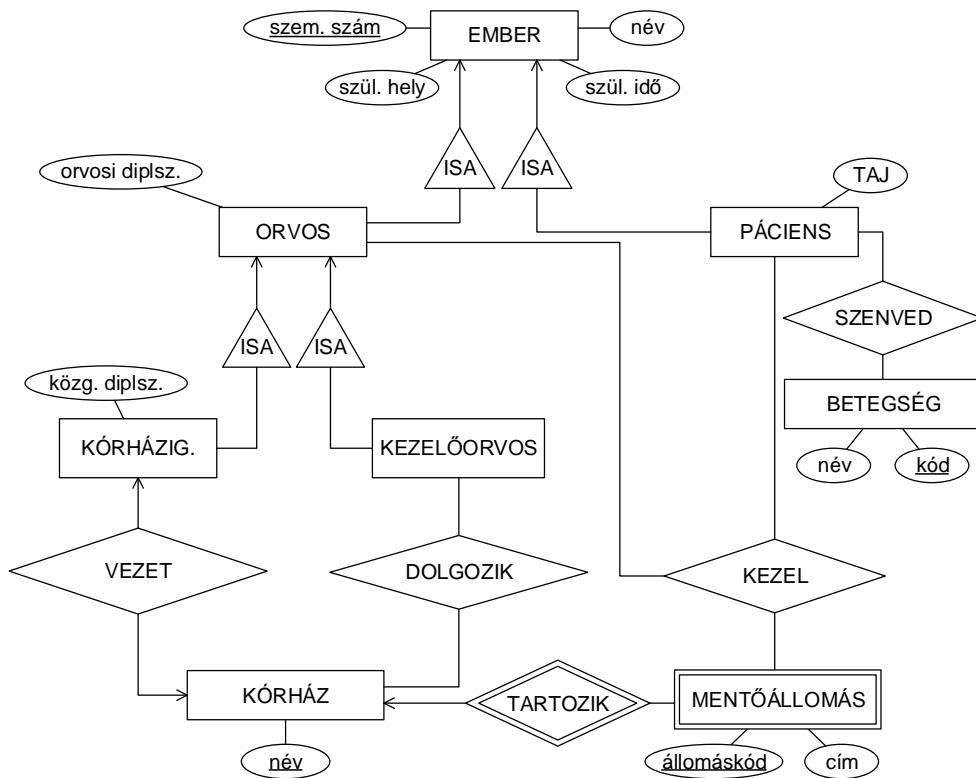 szem. szám
EMBER
név
szül. hely
szül. idő
ISA
ISA
orvosi diplsz.
TAJ
ORVOS
PÁCIENS
SZENVED
ISA
ISA
közg. diplsz.
BETEGSÉG
KÓRHÁZIG.
KEZELŐORVOS
név
kód
VEZET
DOLGOZIK
KEZEL
KÓRHÁZ
TARTOZIK
MENTŐÁLLOMÁS
név
állomáskód
cím